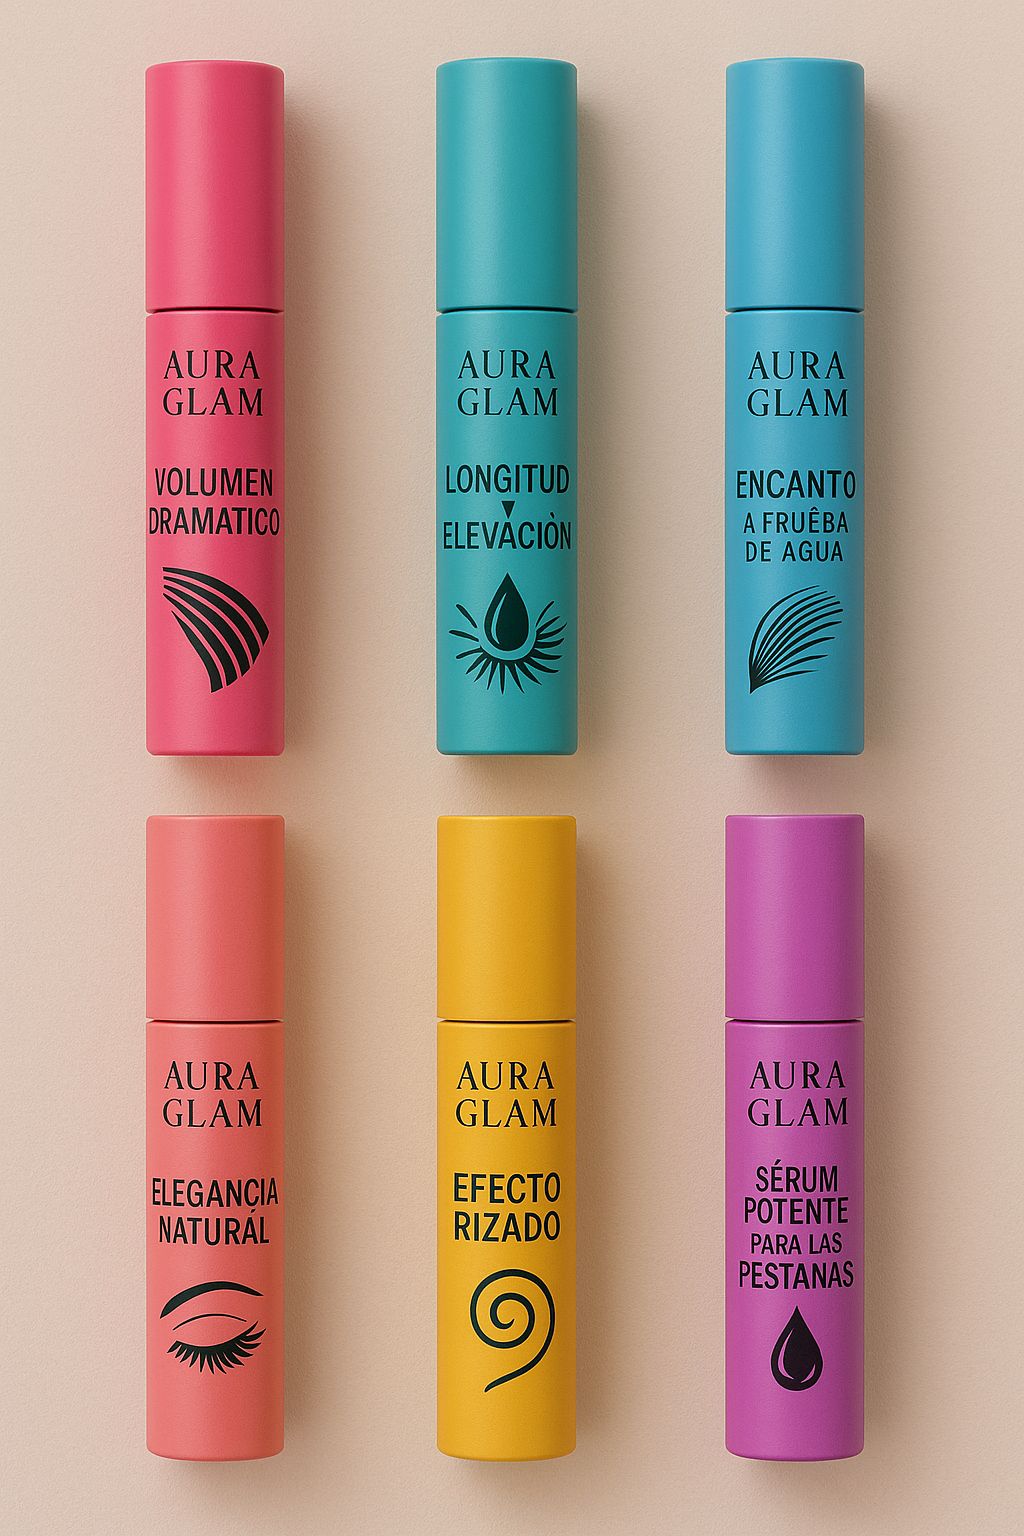 AURA
GLAM
VOLUMEN
DRAMATICO
AURA
GLAM
LONGITUD
▼
ELEVACIÒN
AURA
GLAM
ENCANTO
A FRUÊBA
DE AGUA
AURA
GLAM
ELEGANCIA
NATURÁL
AURA
GLAM
EFECTO
RIZADO
AURA
GLAM
SÉRUM
POTENTE
PARA LAS
PESTANAS